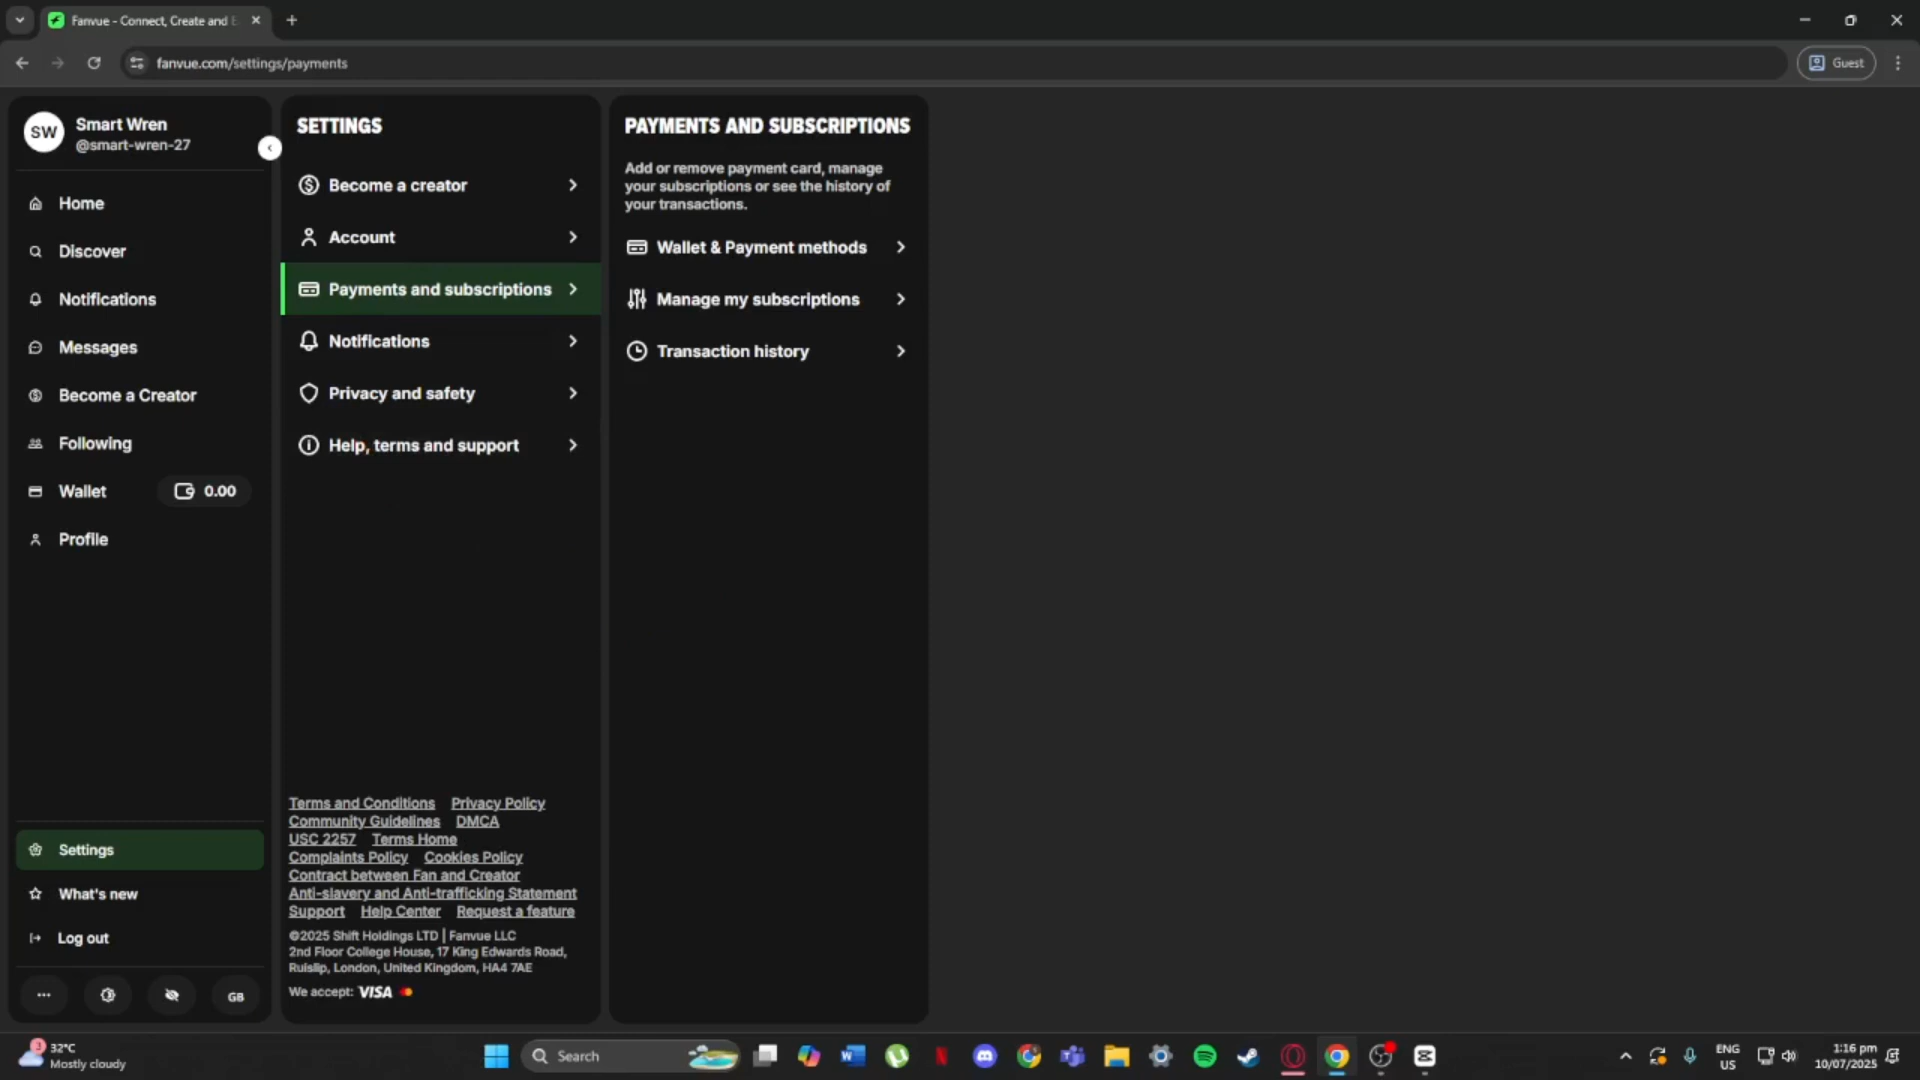 Fanvue - Connect, Create and E
fanvue.com/settings/payments
Guest
SW
Smart Wren
@smart-wren-27
Home
Discover
Notifications
Messages
Become a Creator
Following
Wallet
0.00
Profile
Settings
What's new
Log out
GB
SETTINGS
Become a creator
Account
Payments and subscriptions
Notifications
Privacy and safety
Help, terms and support
Terms and Conditions Privacy Policy
Community Guidelines DMCA
USC 2257 Terms Home
Complaints Policy Cookies Policy
Contract between Fan and Creator
Anti-slavery and Anti-trafficking Statement
Support Help Center Request a feature
©2025 Shift Holdings LTD | Fanvue LLC
2nd Floor College House, 17 King Edwards Road,
Ruislip, London, United Kingdom, HA4 7AE
We accept: VISA
PAYMENTS AND SUBSCRIPTIONS
Add or remove payment card, manage
your subscriptions or see the history of
your transactions.
Wallet & Payment methods
Manage my subscriptions
Transaction history
3
32°C
Mostly cloudy
Search
ENG
US
1:16 pm
10/07/2025